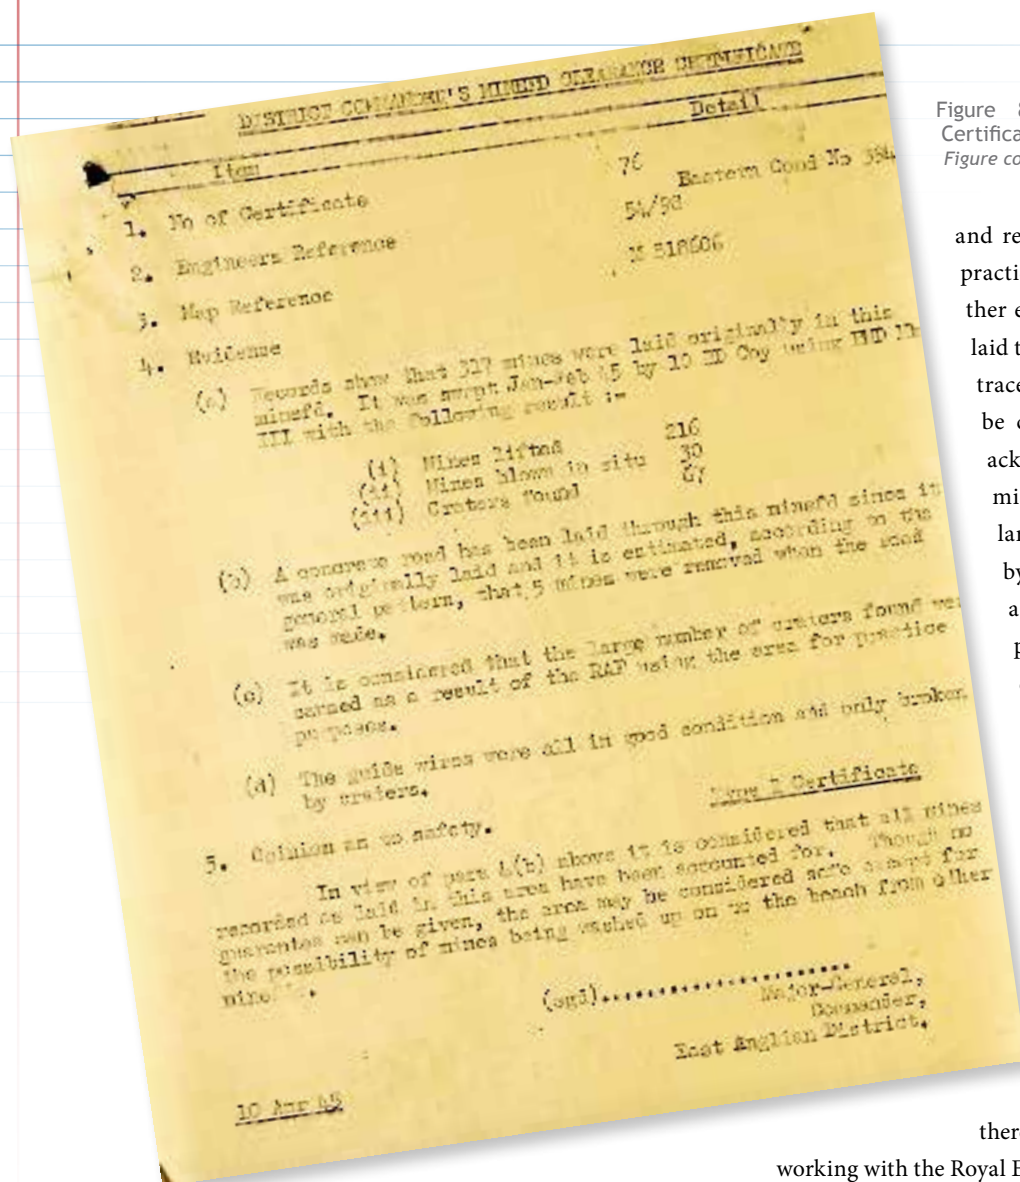 DISTRICT COMMANDER'S MINEFD CLEARANCE CERTIFICATE
Item Detail
1. No of Certificate 76 Eastern Comd No
2. Engineers Reference 54/98
3. Map Reference M 518606
4. Evidence
(a) Records show that 317 mines were laid originally in this
minefd. It was swept Jan-Feb 45 by 10 BD Coy using
III with the following result :-
(i) Mines lifted 216
(ii) Mines blown in situ 30
(iii) Craters found 67
(b) A concrete road has been laid through this minefd since it
was originally laid and it is estimated, according to the
general pattern, that 5 mines were removed when the road
was made.
(c) It is considered that the large number of craters found
caused as a result of the RAF using the area for practice
purposes.
(d) The guide wires were all in good condition and only broken
by craters.
5. Opinion as to safety. Certificate
In view of para 4(b) above it is considered that all mines
recorded as laid in this area have been accounted for. Though no
guarantee can be given, the area may be considered safe except for
the possibility of mines being washed up on to the beach from other
(sgd)........................
Major-General,
Commander,
East Anglian District.
10 Apr 45
Figure
Certifica
Figure co
and re
practi
ther e
laid t
trace
be
ack
mi
lar
by
a
p
ther
working with the Royal E